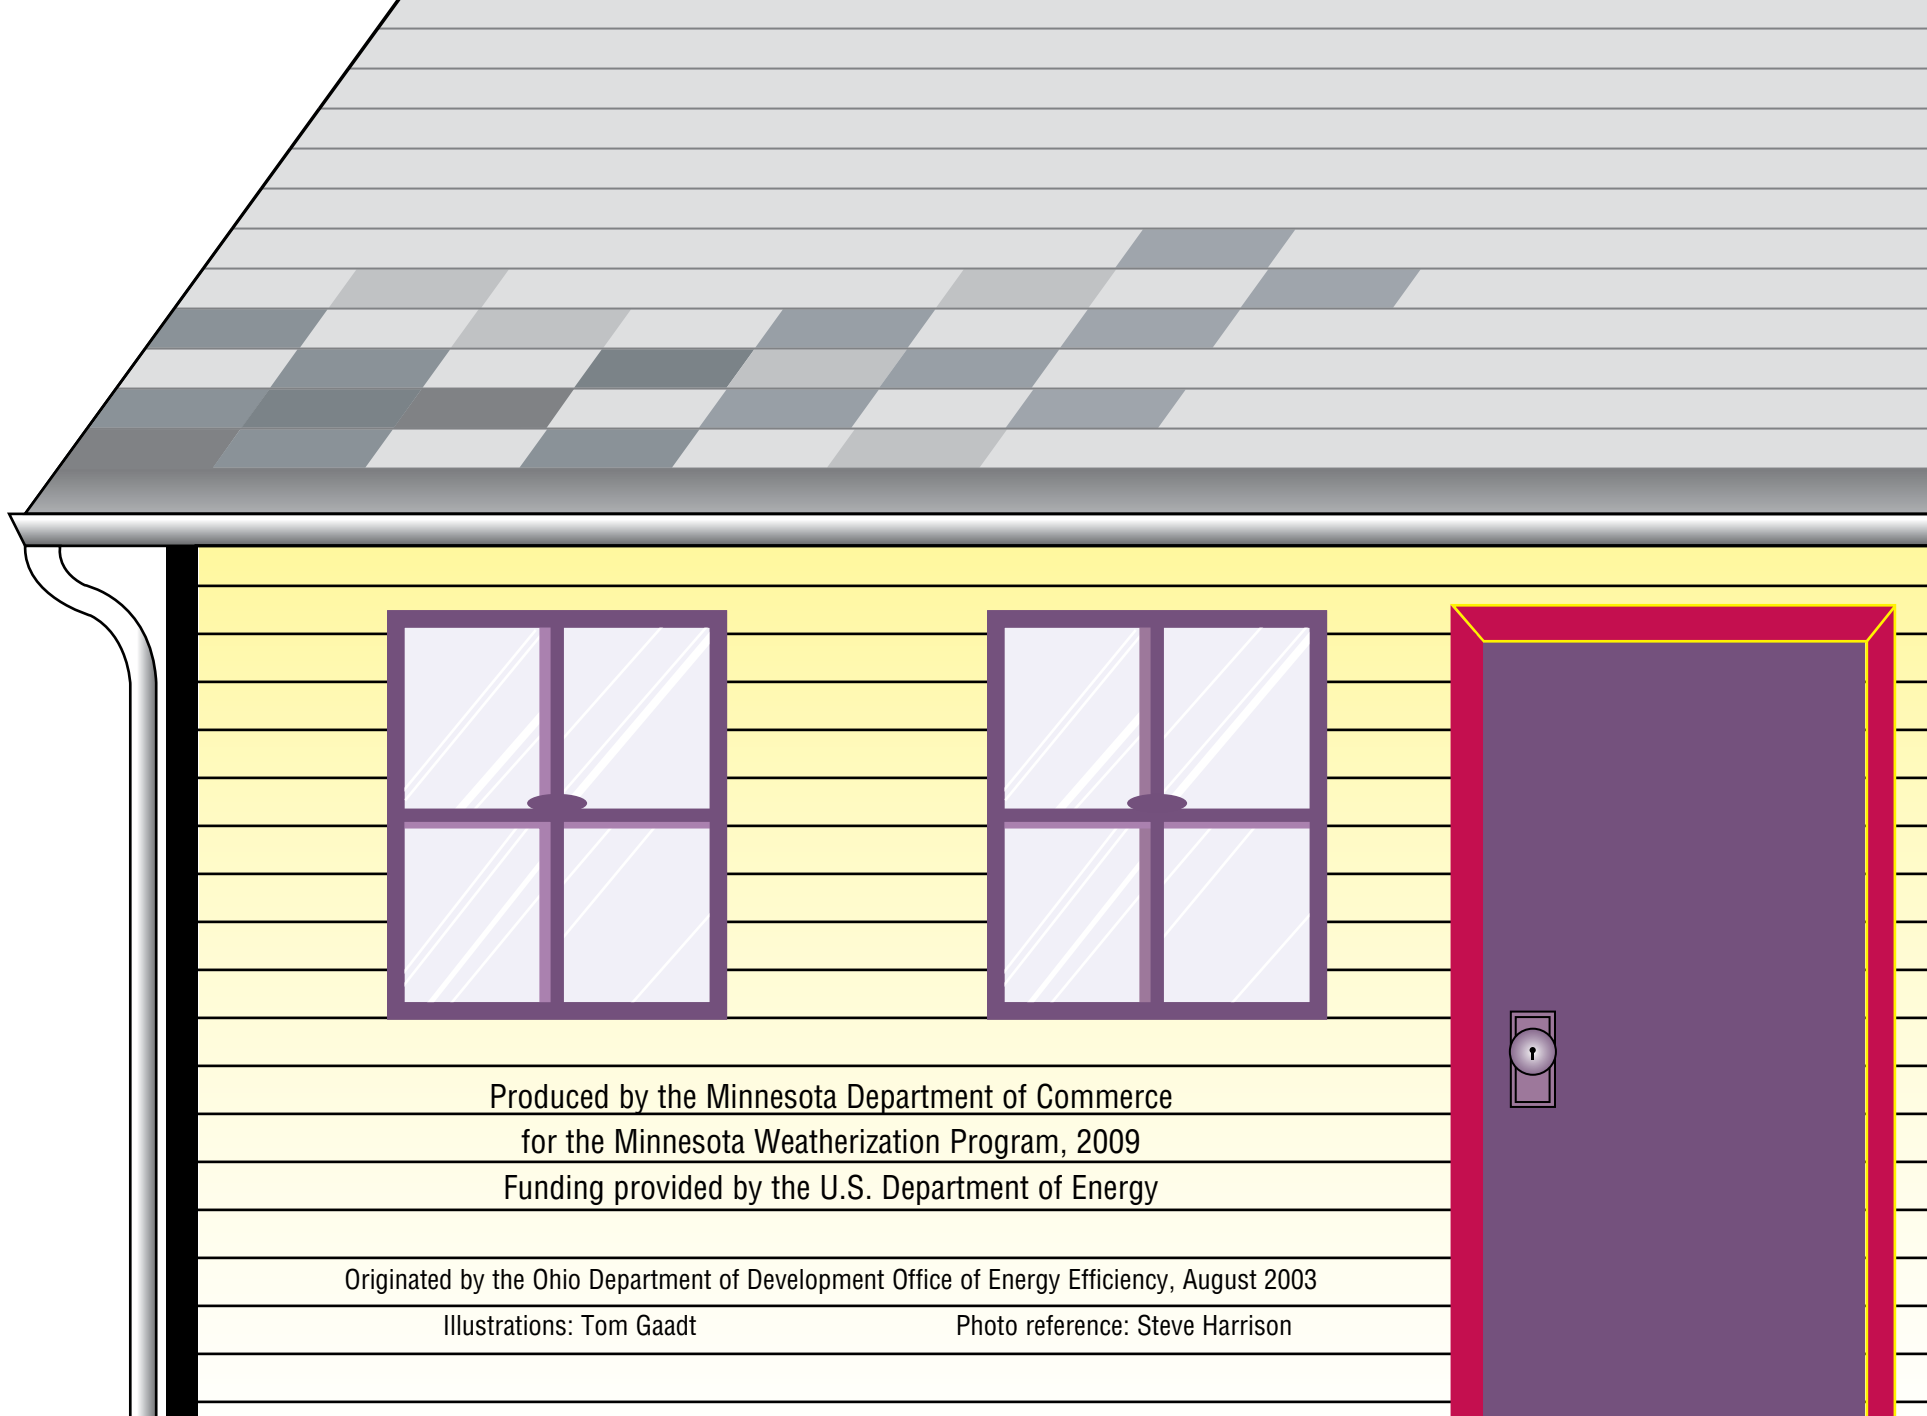 Produced by the Minnesota Department of Commerce
for the Minnesota Weatherization Program, 2009
Funding provided by the U.S. Department of Energy
Originated by the Ohio Department of Development Office of Energy Efficiency, August 2003
Illustrations: Tom Gaadt Photo reference: Steve Harrison